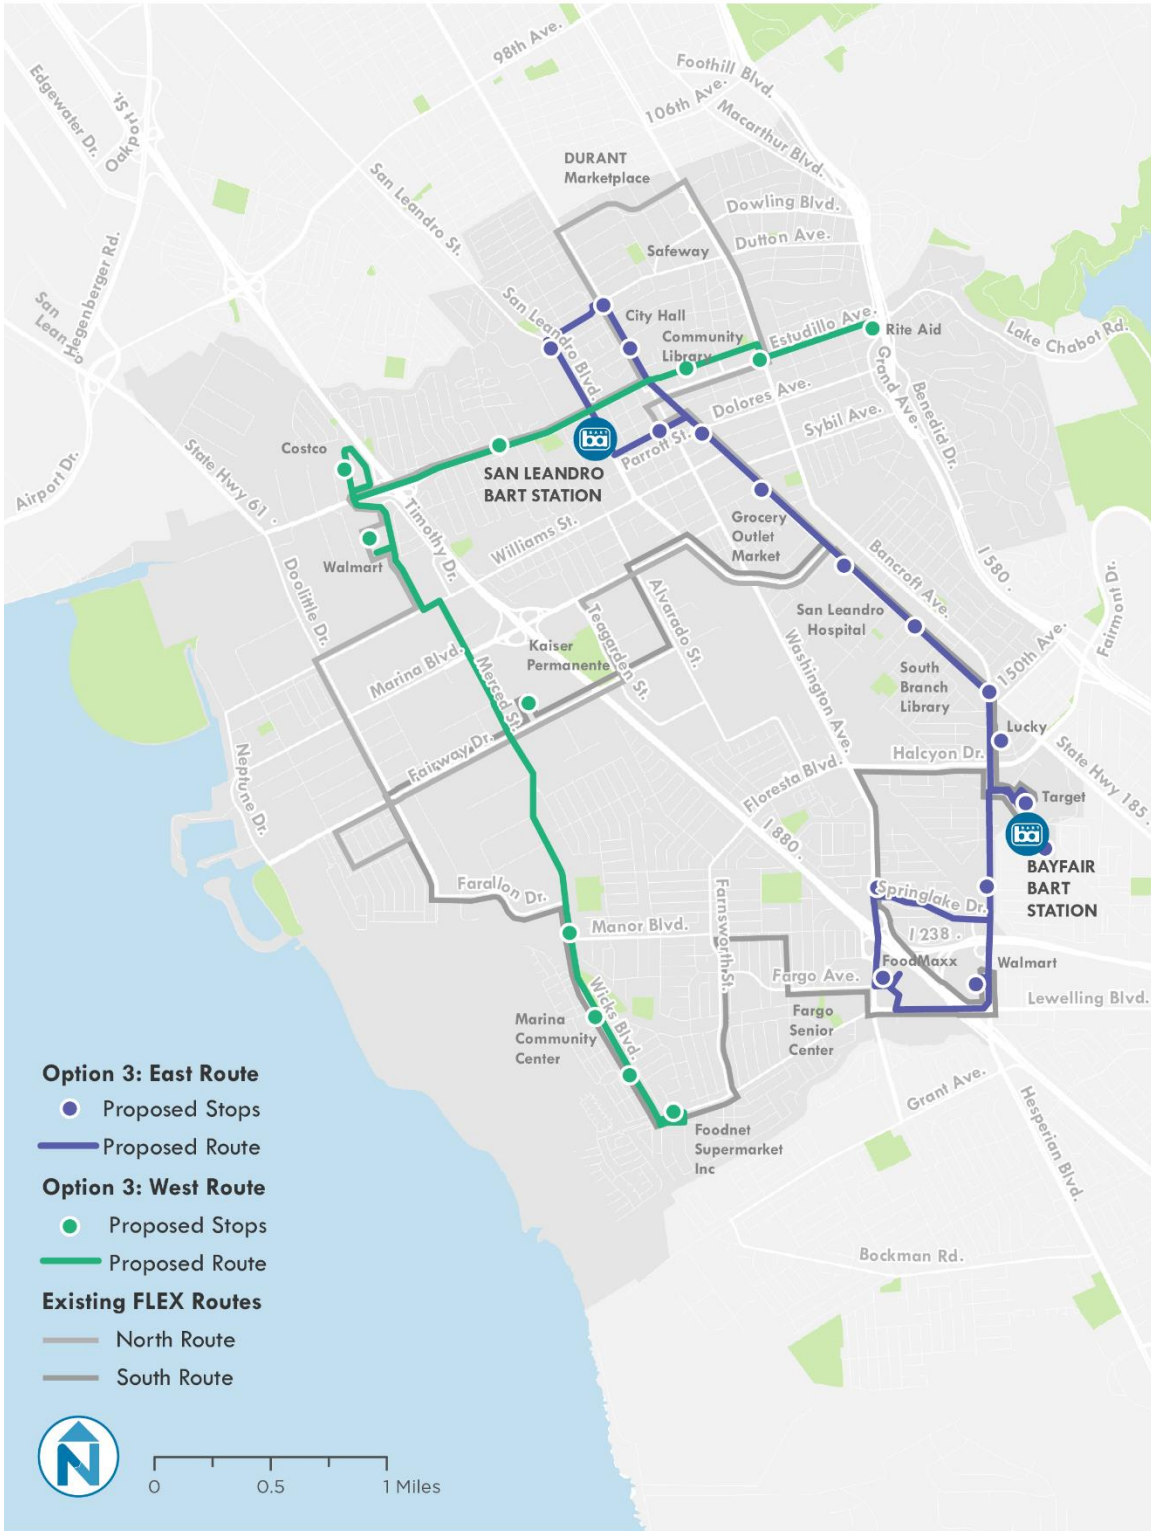 98th Ave.
Foothill Blvd.
106th Ave.
Macarthur Blvd.
Edgewater Dr.
Oakport St.
DURANT
Marketplace
San Leandro St.
Dowling Blvd.
Dutton Ave.
Safeway
Hegenberger Rd.
San
Lean
San Leandro Blvd.
City Hall
Community
Library
Estudillo Ave.
Rite Aid
Lake Chabot Rd.
Grand Ave.
Benedid Dr.
Dolores Ave.
Sybil Ave.
Parrott St.
Costco
ba
SAN LEANDRO
BART STATION
Airport Dr.
State Hwy 61
Timothy Dr.
Williams St.
Grocery
Outlet
Market
Walmart
Doolittle Dr.
Bancroft Ave.
I 580
Fairmont Dr.
Alvarado St.
Teagarden St.
San Leandro
Hospital
150th Ave.
Kaiser
Permanente
Marina Blvd.
Merced St.
Washington Ave.
South
Branch
Library
Lucky
Fairway Dr.
Halcyon Dr.
State Hwy 185
Neptune Dr.
Floresta Blvd.
Target
I 880
ba
BAYFAIR
BART
STATION
Farallon Dr.
Farnsworth St.
Springlake Dr.
Manor Blvd.
I 238
FoodMaxx
Walmart
Fargo Ave.
Lewelling Blvd.
Wicks Blvd.
Marina
Community
Center
Fargo
Senior
Center
Grant Ave.
Hesperian Blvd.
Foodnet
Supermarket
Inc
Bockman Rd.
Option 3: East Route
Proposed Stops
Proposed Route
Option 3: West Route
Proposed Stops
Proposed Route
Existing FLEX Routes
North Route
South Route
N
0 0.5 1 Miles